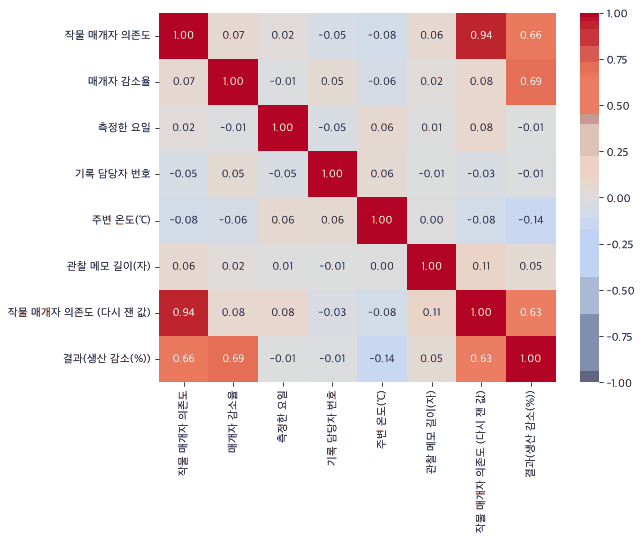 작물 매개자 의존도 1.00 0.07 0.02 −0.05 −0.08 0.06 0.94 0.66
매개자 감소율 0.07 1.00 −0.01 0.05 −0.06 0.02 0.08 0.69
측정한 요일 0.02 −0.01 1.00 −0.05 0.06 0.01 0.08 −0.01
기록 담당자 번호 −0.05 0.05 −0.05 1.00 0.06 −0.01 −0.03 −0.01
주변 온도(℃) −0.08 −0.06 0.06 0.06 1.00 0.00 −0.08 −0.14
관찰 메모 길이(자) 0.06 0.02 0.01 −0.01 0.00 1.00 0.11 0.05
작물 매개자 의존도 (다시 잰 값) 0.94 0.08 0.08 −0.03 −0.08 0.11 1.00 0.63
결과(생산 감소(%)) 0.66 0.69 −0.01 −0.01 −0.14 0.05 0.63 1.00
작물 매개자 의존도
매개자 감소율
측정한 요일
기록 담당자 번호
주변 온도(℃)
관찰 메모 길이(자)
작물 매개자 의존도 (다시 잰 값)
결과(생산 감소(%))
1.00
0.75
0.50
0.25
0.00
−0.25
−0.50
−0.75
−1.00